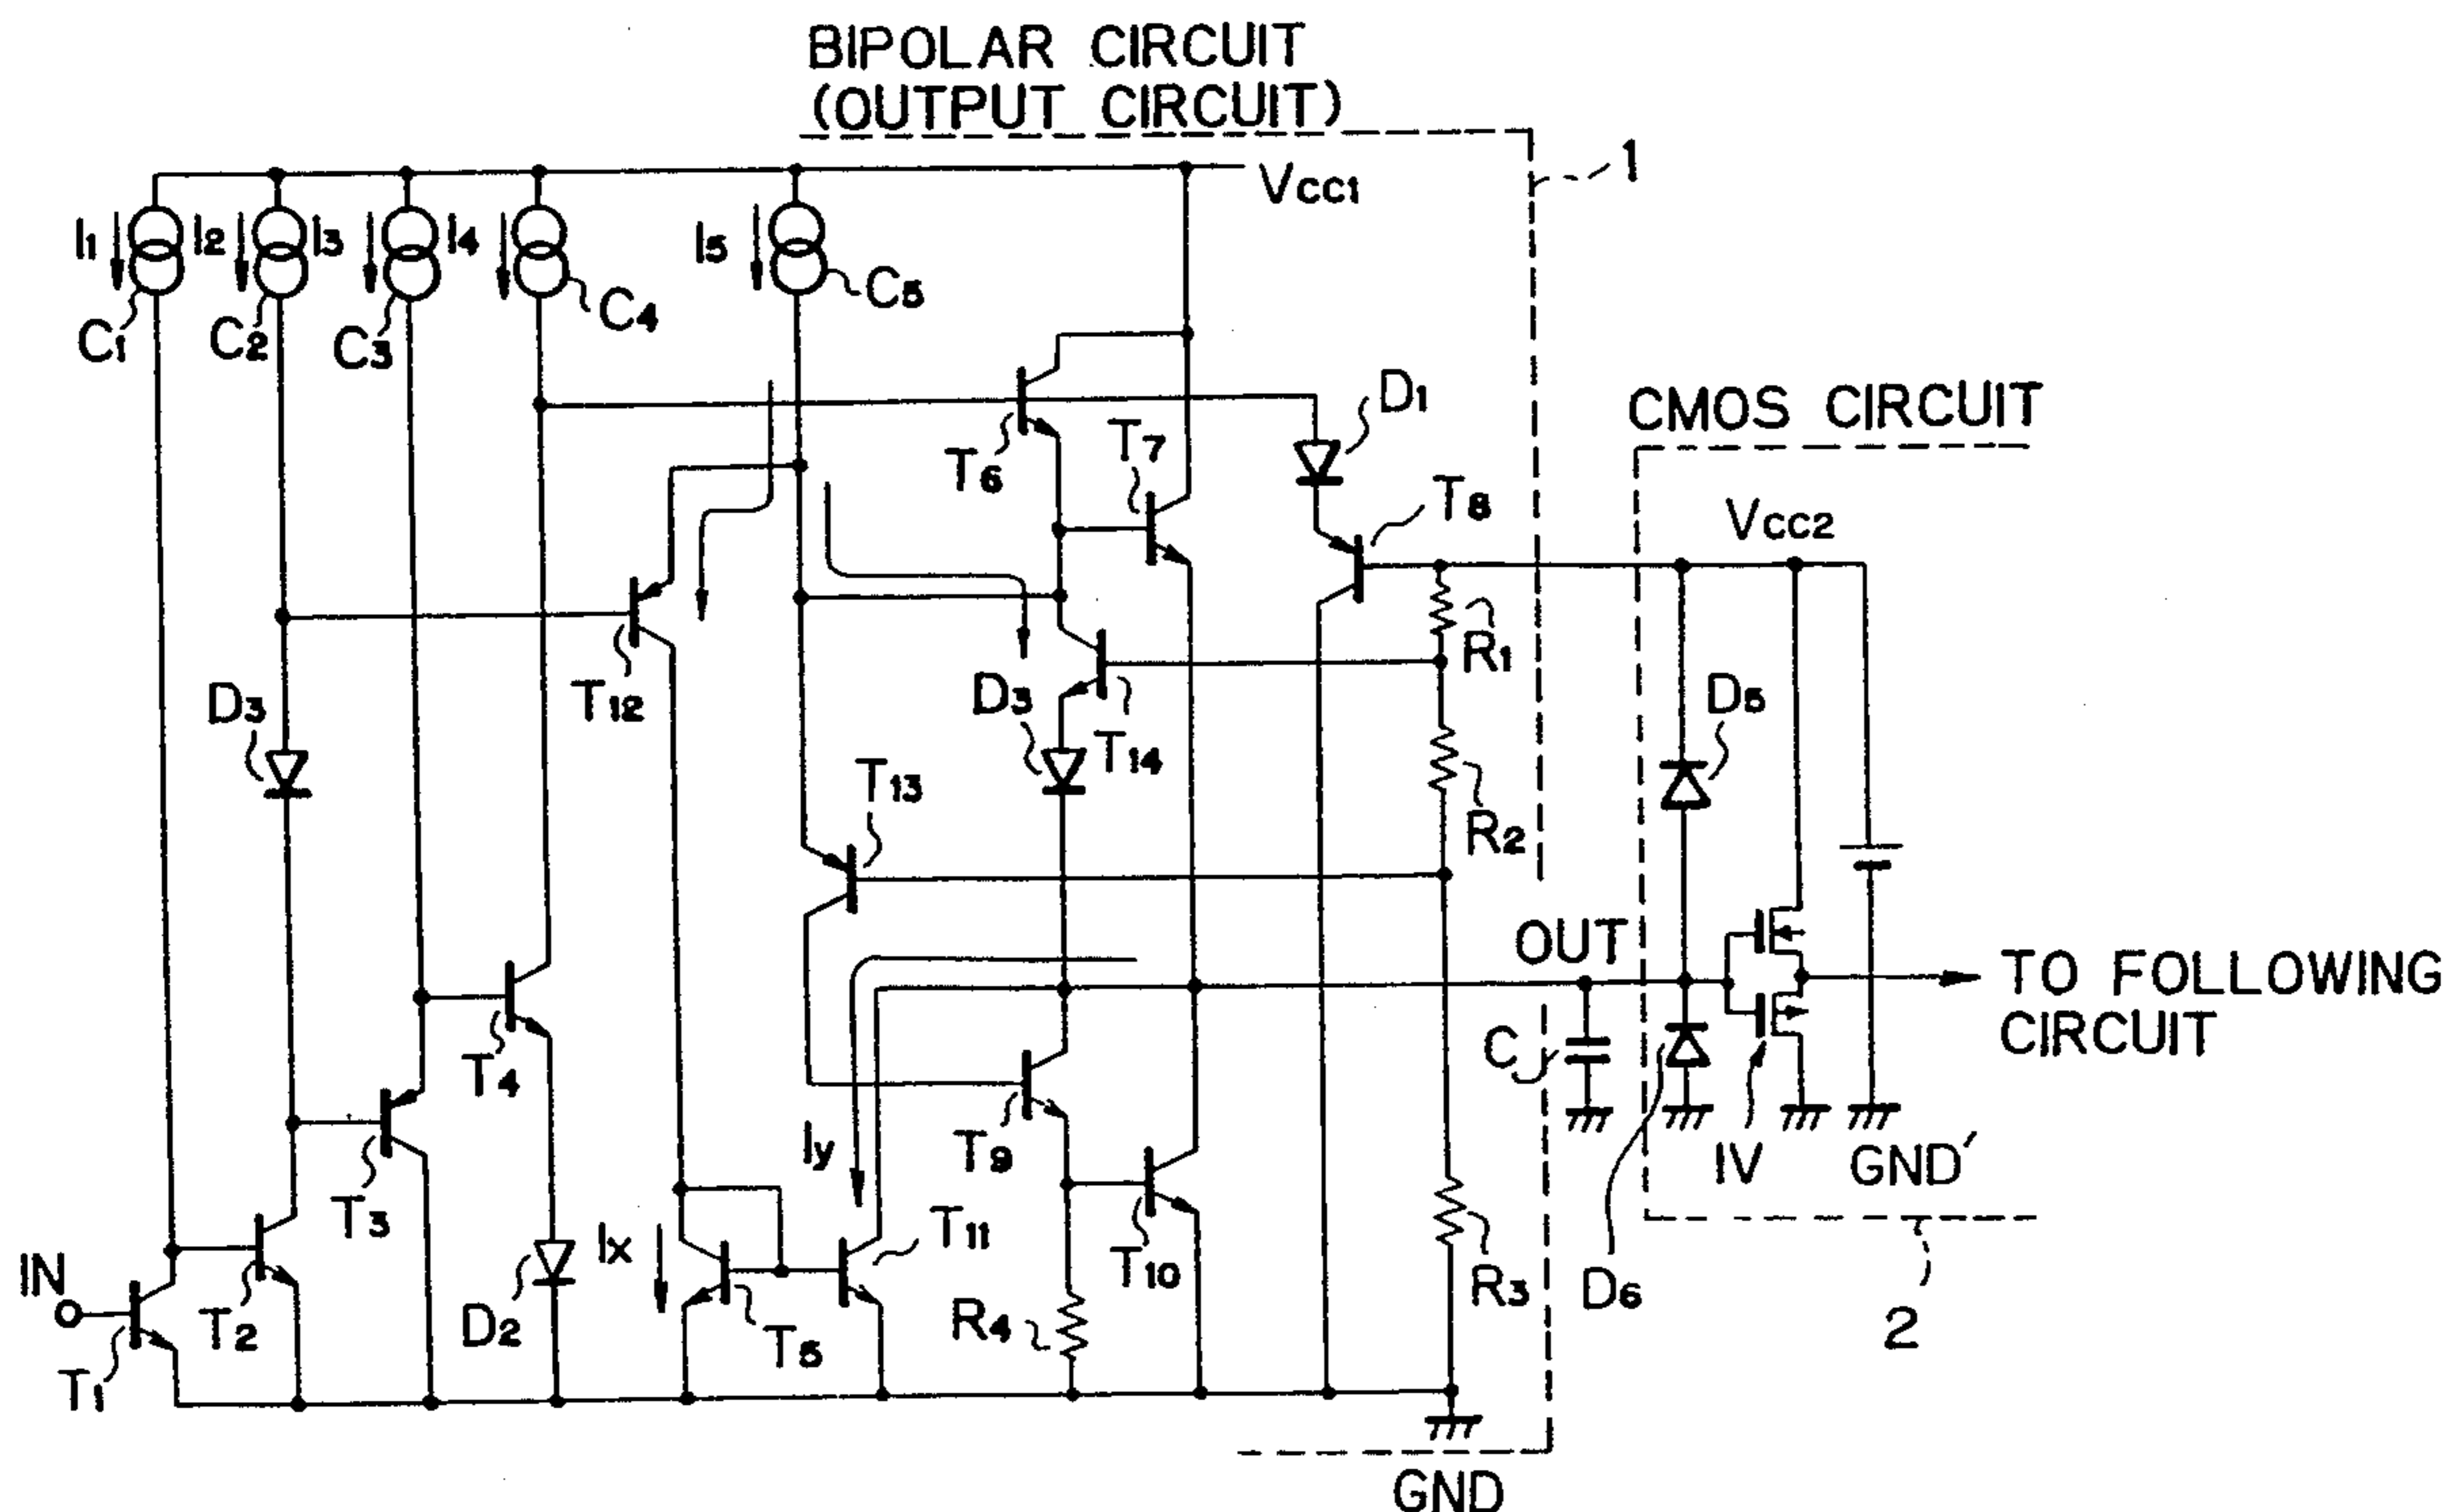 BIPOLAR CIRCUIT
(OUTPUT CIRCUIT)
1
Vcc1
I1
I2
I3
I4
I5
C1
C2
C3
C4
C5
D1
CMOS CIRCUIT
T6
T7
T8
Vcc2
R1
D3
T12
D3
T14
D5
T13
R2
OUT
TO FOLLOWING
CIRCUIT
T4
C
Iy
T9
IV
GND'
T3
Ix
T11
T10
IN
T2
D2
T5
R4
R3
D6
2
T1
GND